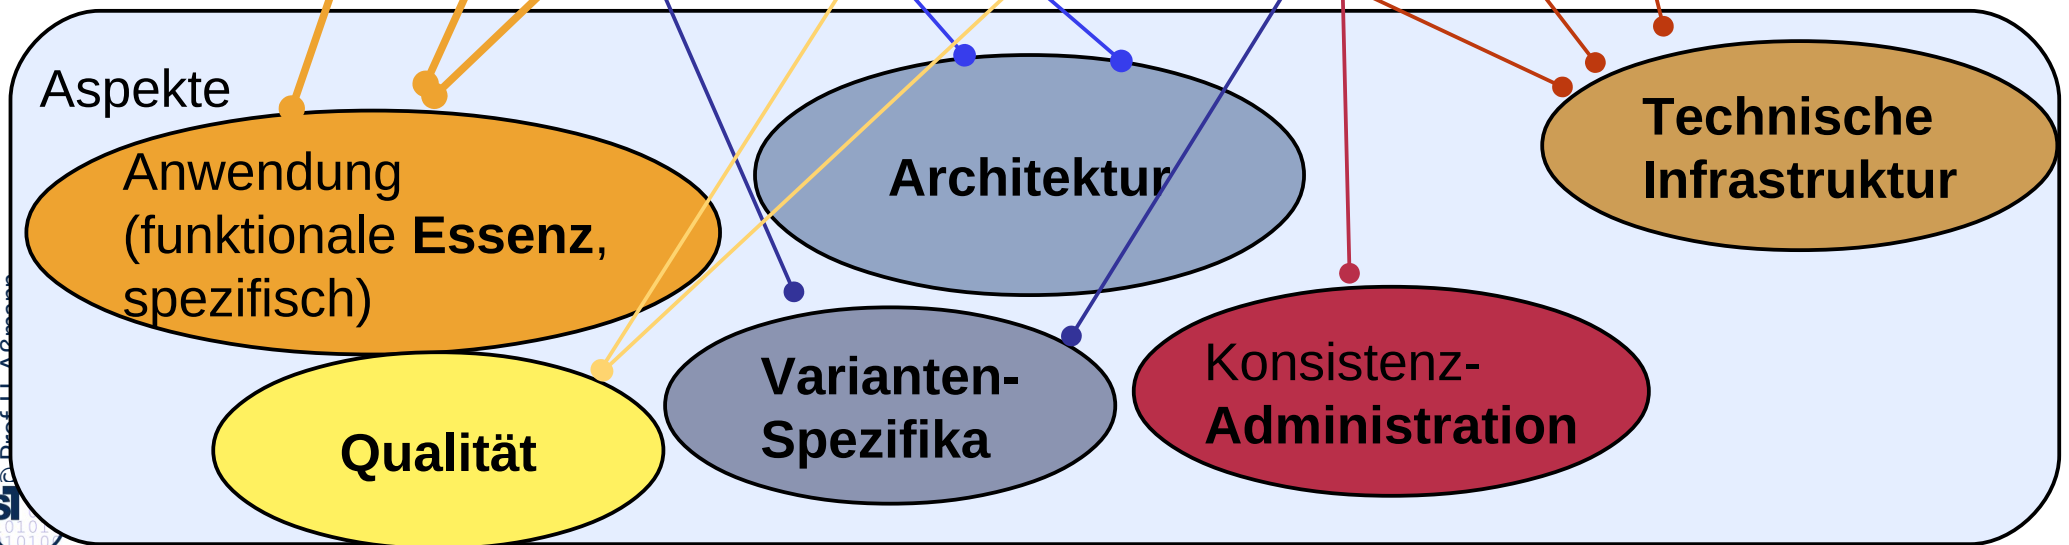 Aspekte
Anwendung
(funktionale Essenz,
spezifisch)
Architektur
Technische
Infrastruktur
Qualität
Varianten-
Spezifika
Konsistenz-
Administration